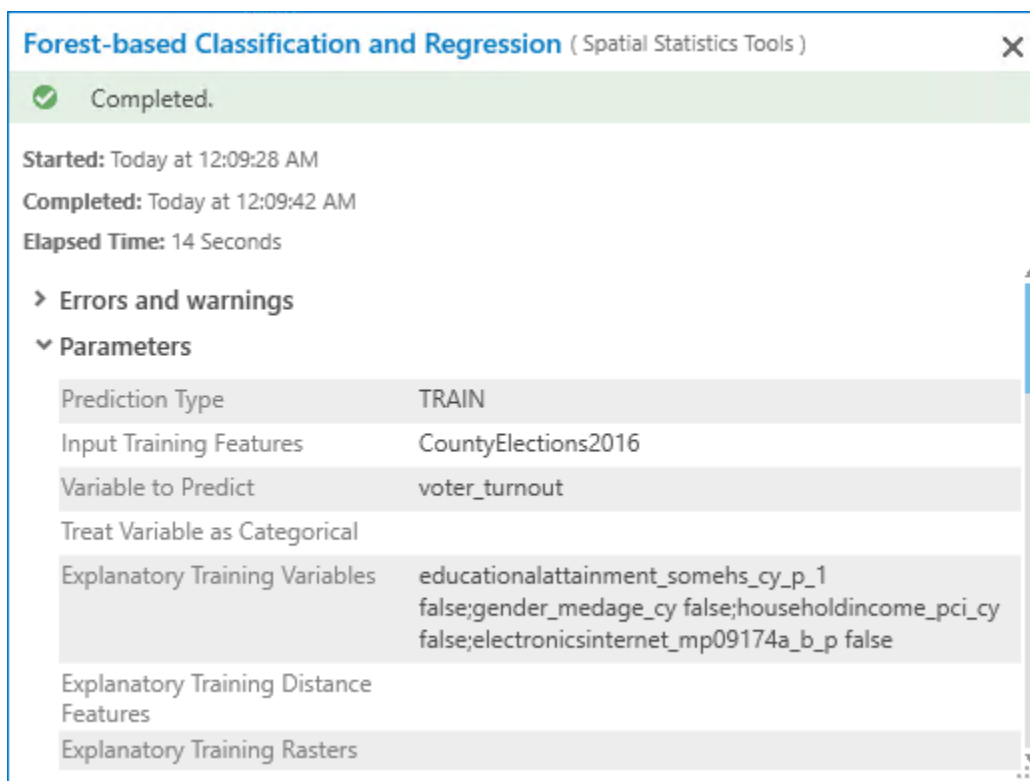 Forest-based Classification and Regression ( Spatial Statistics Tools )
Completed.
Started: Today at 12:09:28 AM
Completed: Today at 12:09:42 AM
Elapsed Time: 14 Seconds
Errors and warnings
Parameters
Prediction Type TRAIN
Input Training Features CountyElections2016
Variable to Predict voter_turnout
Treat Variable as Categorical
Explanatory Training Variables educationalattainment_somehs_cy_p_1
false;gender_medage_cy false;householdincome_pci_cy
false;electronicsinternet_mp09174a_b_p false
Explanatory Training Distance
Features
Explanatory Training Rasters